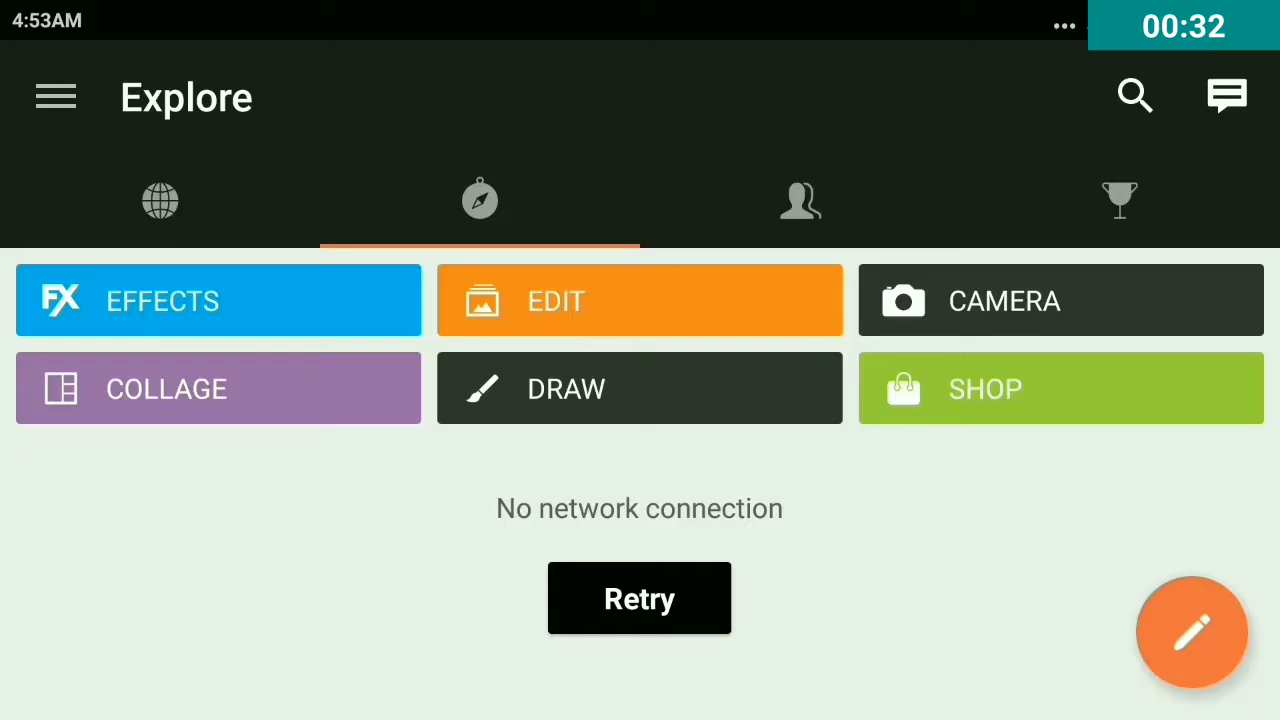 4:53AM
00:32
Explore
FX EFFECTS
EDIT
CAMERA
COLLAGE
DRAW
SHOP
No network connection
Retry